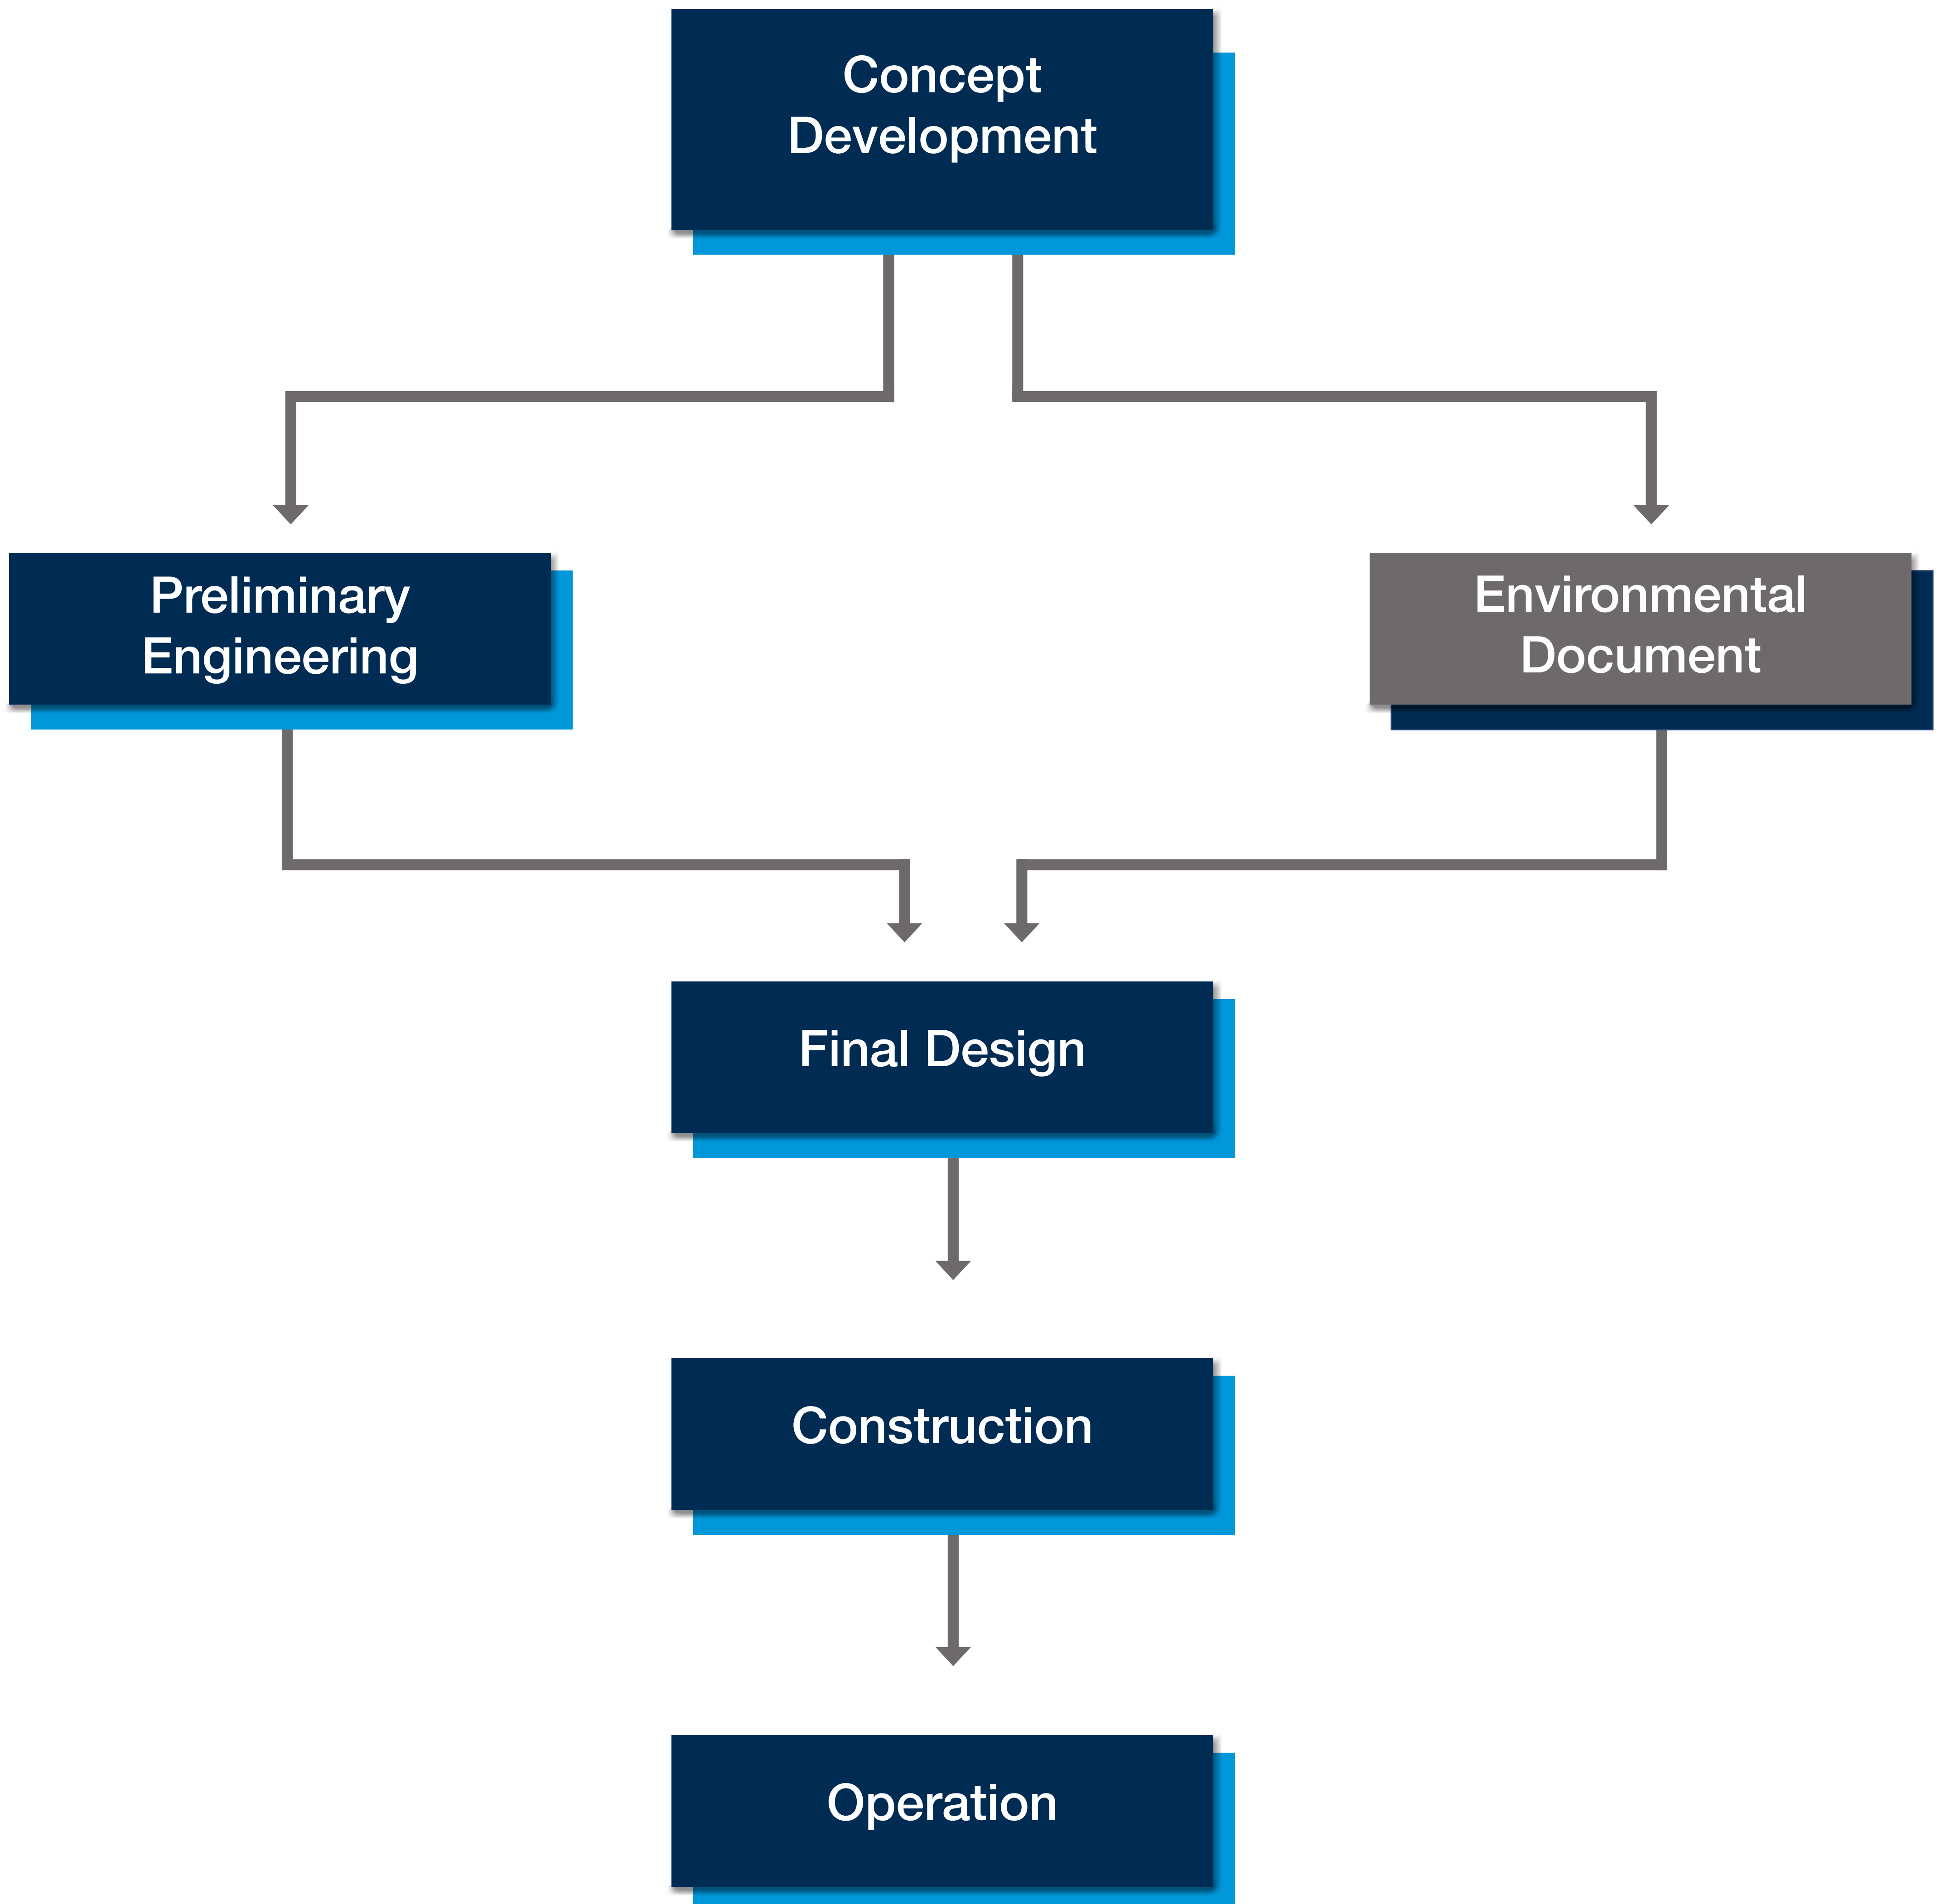 Concept
Development
Preliminary
Engineering
Environmental
Document
Final Design
Construction
Operation